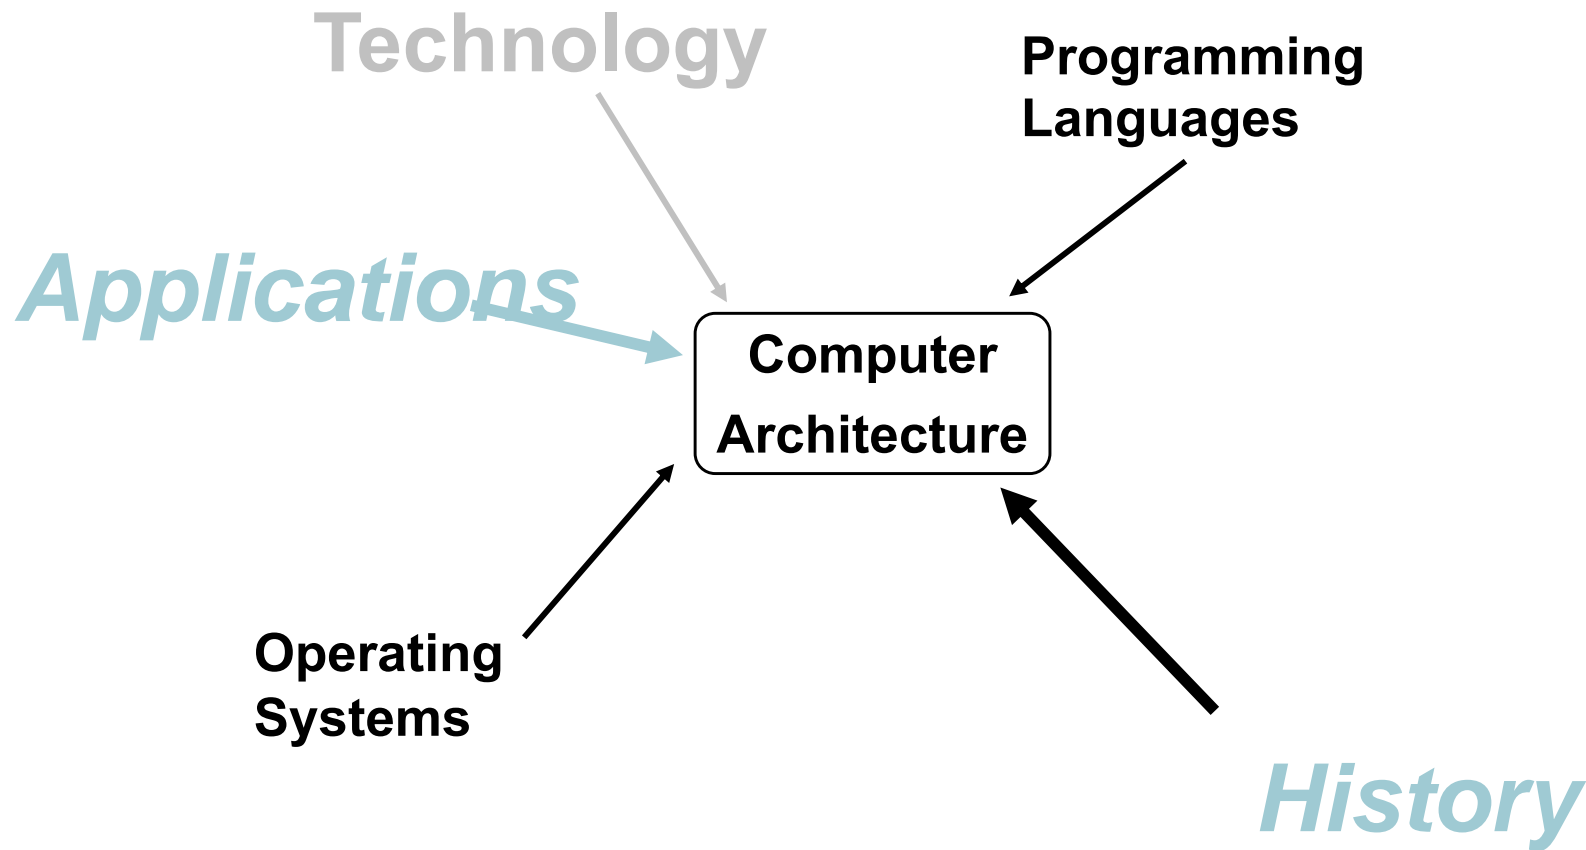 Technology
Programming
Languages
Applications
Computer
Architecture
Operating
Systems
History